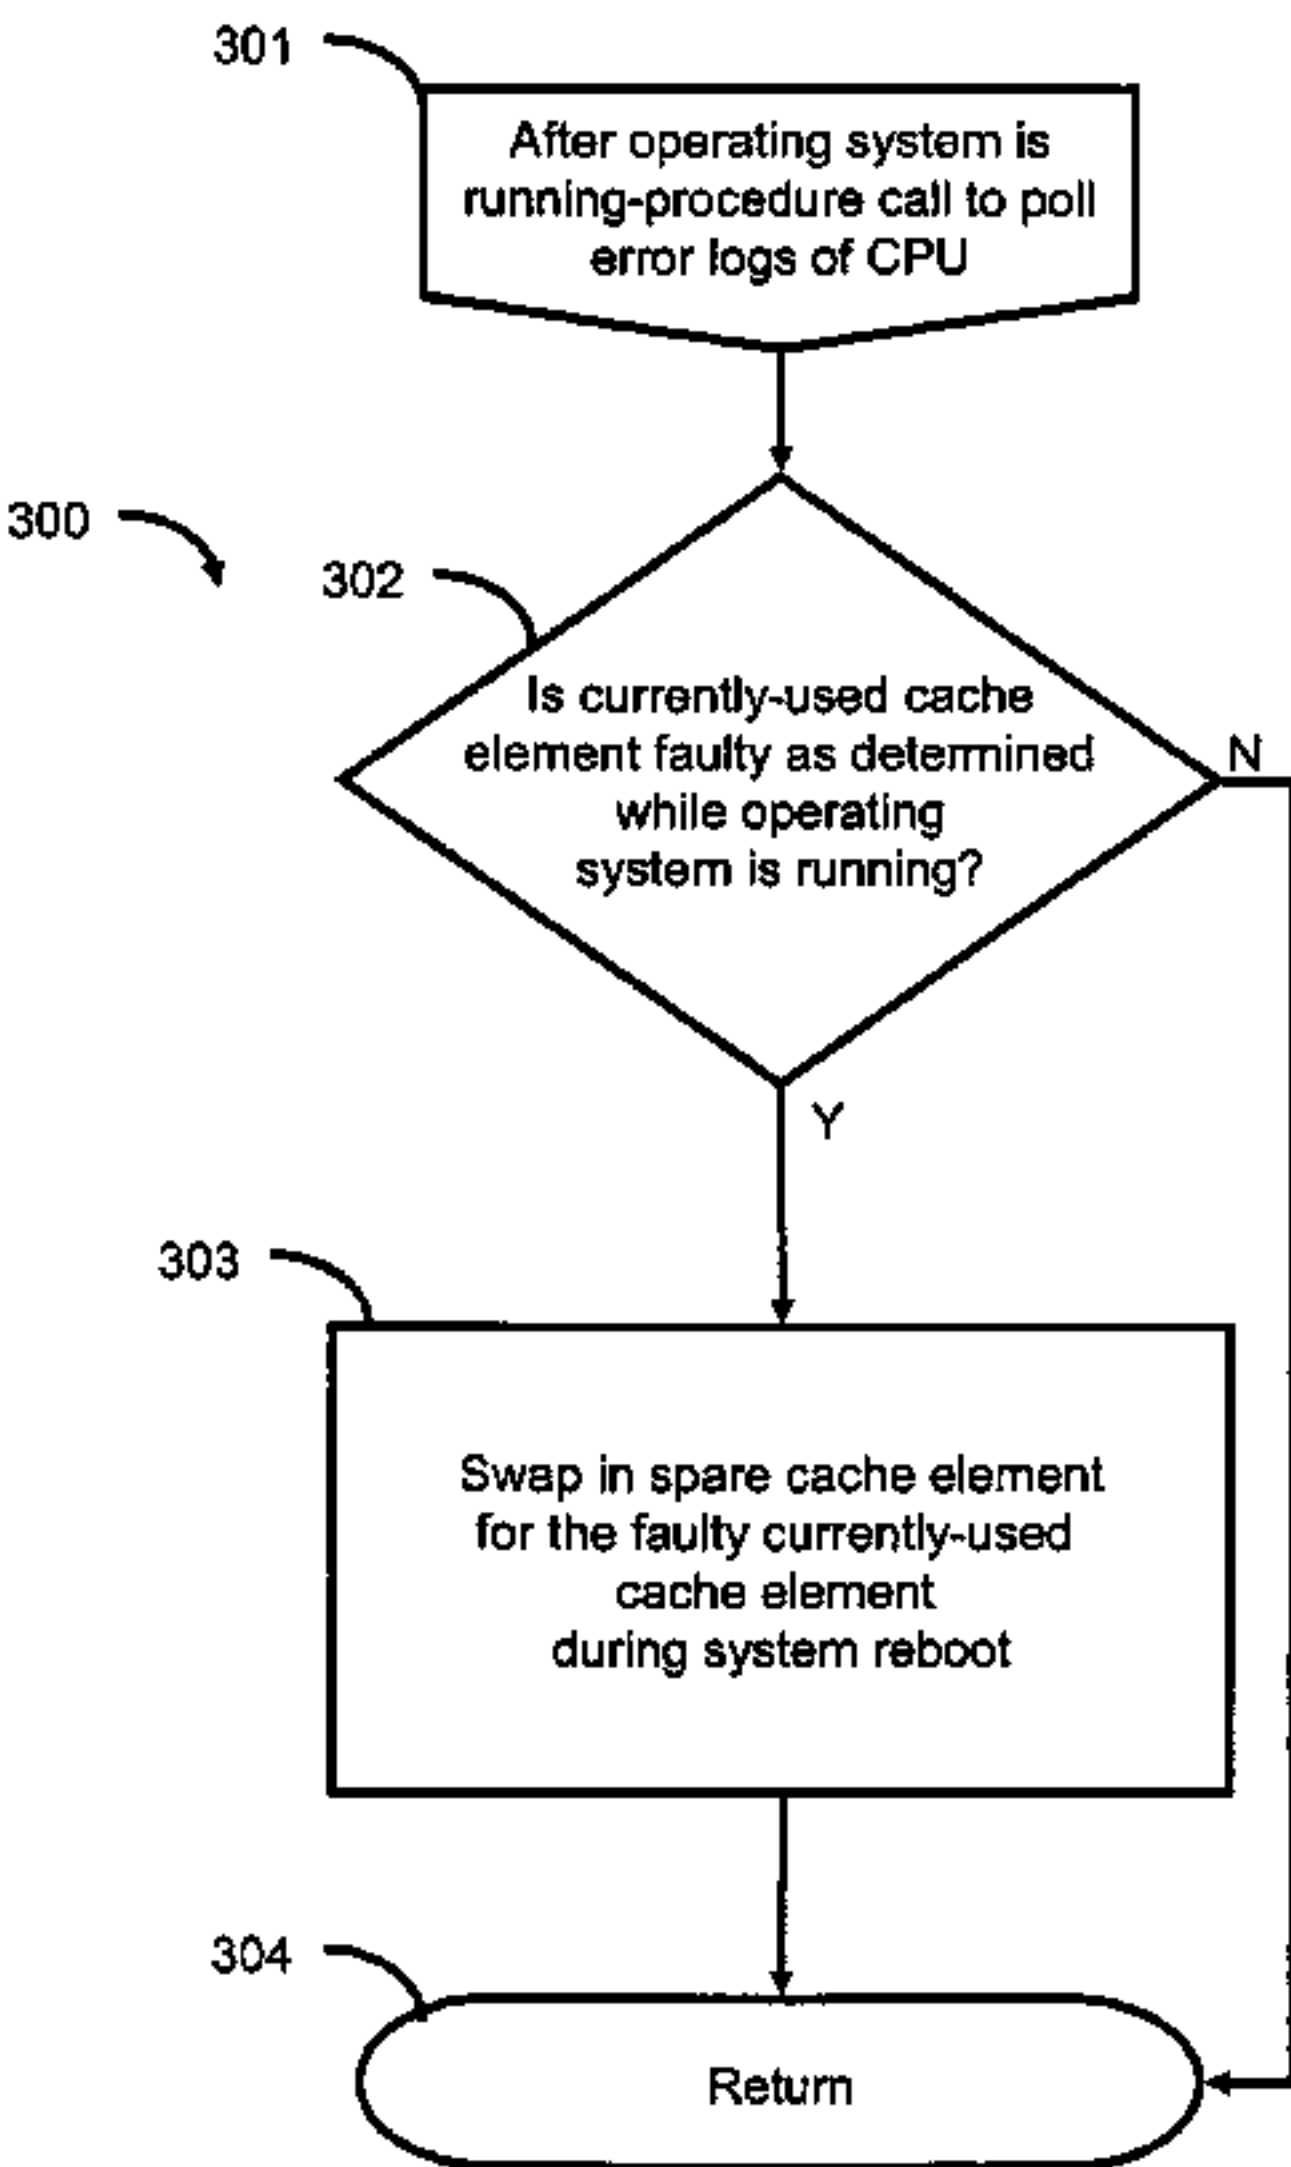 301
After operating system is
running-procedure call to poll
error logs of CPU
300
302
Is currently-used cache
element faulty as determined
while operating
system is running?
N
Y
303
Swap in spare cache element
for the faulty currently-used
cache element
during system reboot
304
Return